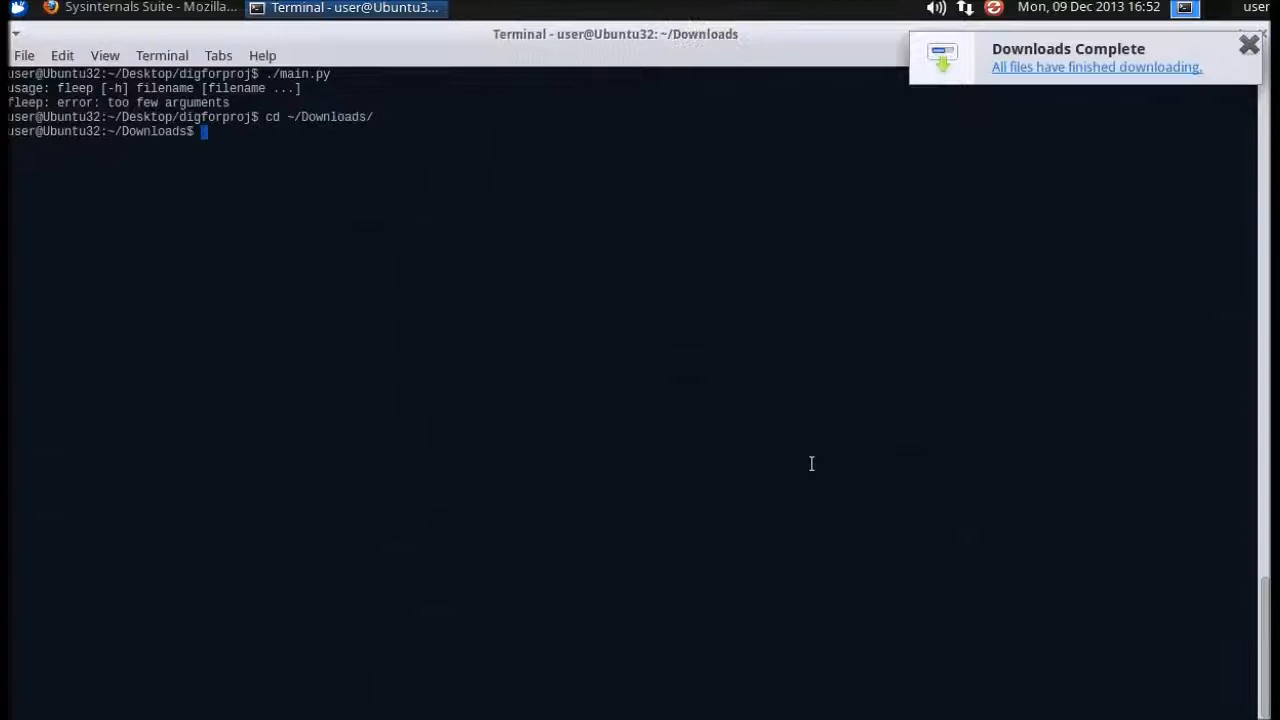 Sysinternals Suite - Mozilla... Terminal - user@Ubuntu3... Mon, 09 Dec 2013 16:52 user
Terminal - user@Ubuntu32: ~/Downloads
File Edit View Terminal Tabs Help
Downloads Complete
All files have finished downloading.
user@Ubuntu32:~/Desktop/digforproj$ ./main.py
usage: fleep [-h] filename [filename ...]
fleep: error: too few arguments
user@Ubuntu32:~/Desktop/digforproj$ cd ~/Downloads/
user@Ubuntu32:~/Downloads$